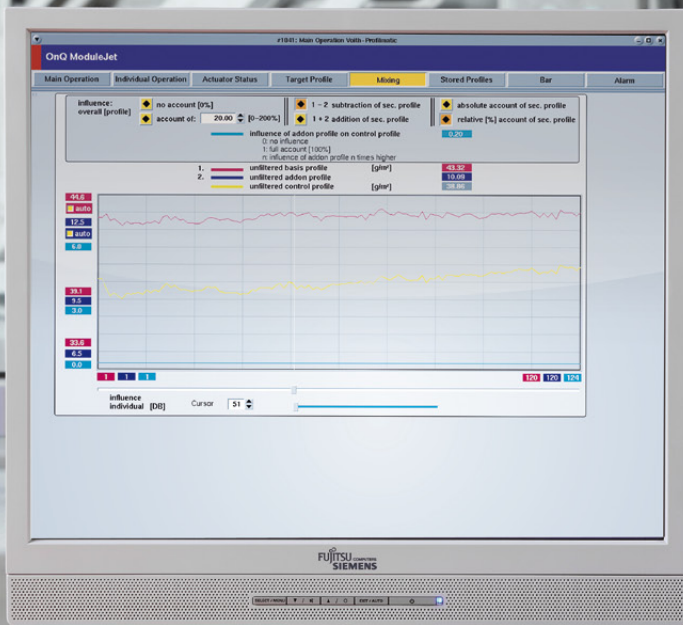 r1041: Main Operation Voith- Profilmatic
OnQ ModuleJet
Main Operation Individual Operation Actuator Status Target Profile Mixing Stored Profiles Bar Alarm
influence: no account [0%] 1 - 2 subtraction of sec. profile absolute account of sec. profile
overall [profile] account of: 20.00 [0-200%] 1 + 2 addition of sec. profile relative [%] account of sec. profile
influence of addon profile on control profile 0.20
0: no influence
1: full account [100%]
n: influence of addon profile n times higher
1. unfiltered basis profile [g/m²] 43.32
2. unfiltered addon profile 10.09
unfiltered control profile [g/m²]
44.6
auto
12.5
auto
6.0
39.1
9.5
3.0
33.6
6.5
0.0
1 1 1 120 120 124
influence
individual [DB] Cursor 51
FUJITSU COMPUTERS
SIEMENS
SELECT / MENU EXIT / AUTO